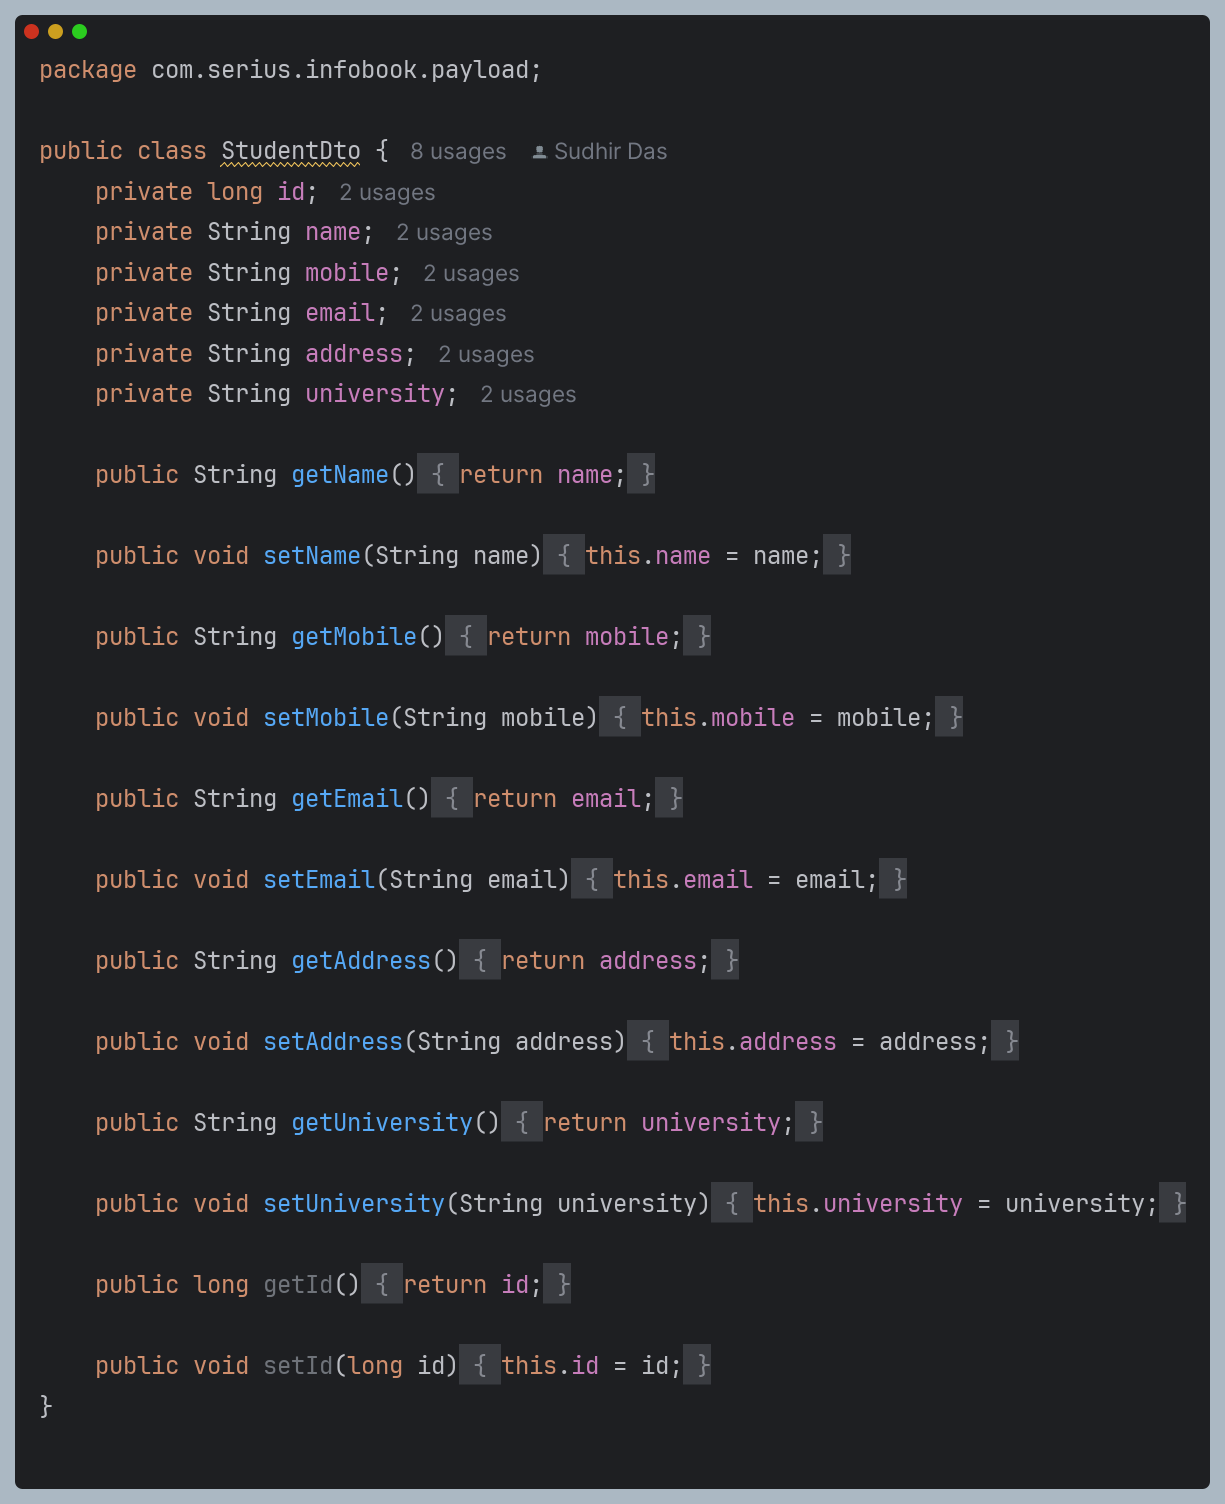 package com.serius.infobook.payload;
public class StudentDto { 8 usages Sudhir Das
private long id; 2 usages
private String name; 2 usages
private String mobile; 2 usages
private String email; 2 usages
private String address; 2 usages
private String university; 2 usages
public String getName() { return name; }
public void setName(String name) { this.name = name; }
public String getMobile() { return mobile; }
public void setMobile(String mobile) { this.mobile = mobile; }
public String getEmail() { return email; }
public void setEmail(String email) { this.email = email; }
public String getAddress() { return address; }
public void setAddress(String address) { this.address = address; }
public String getUniversity() { return university; }
public void setUniversity(String university) { this.university = university; }
public long getId() { return id; }
public void setId(long id) { this.id = id; }
}